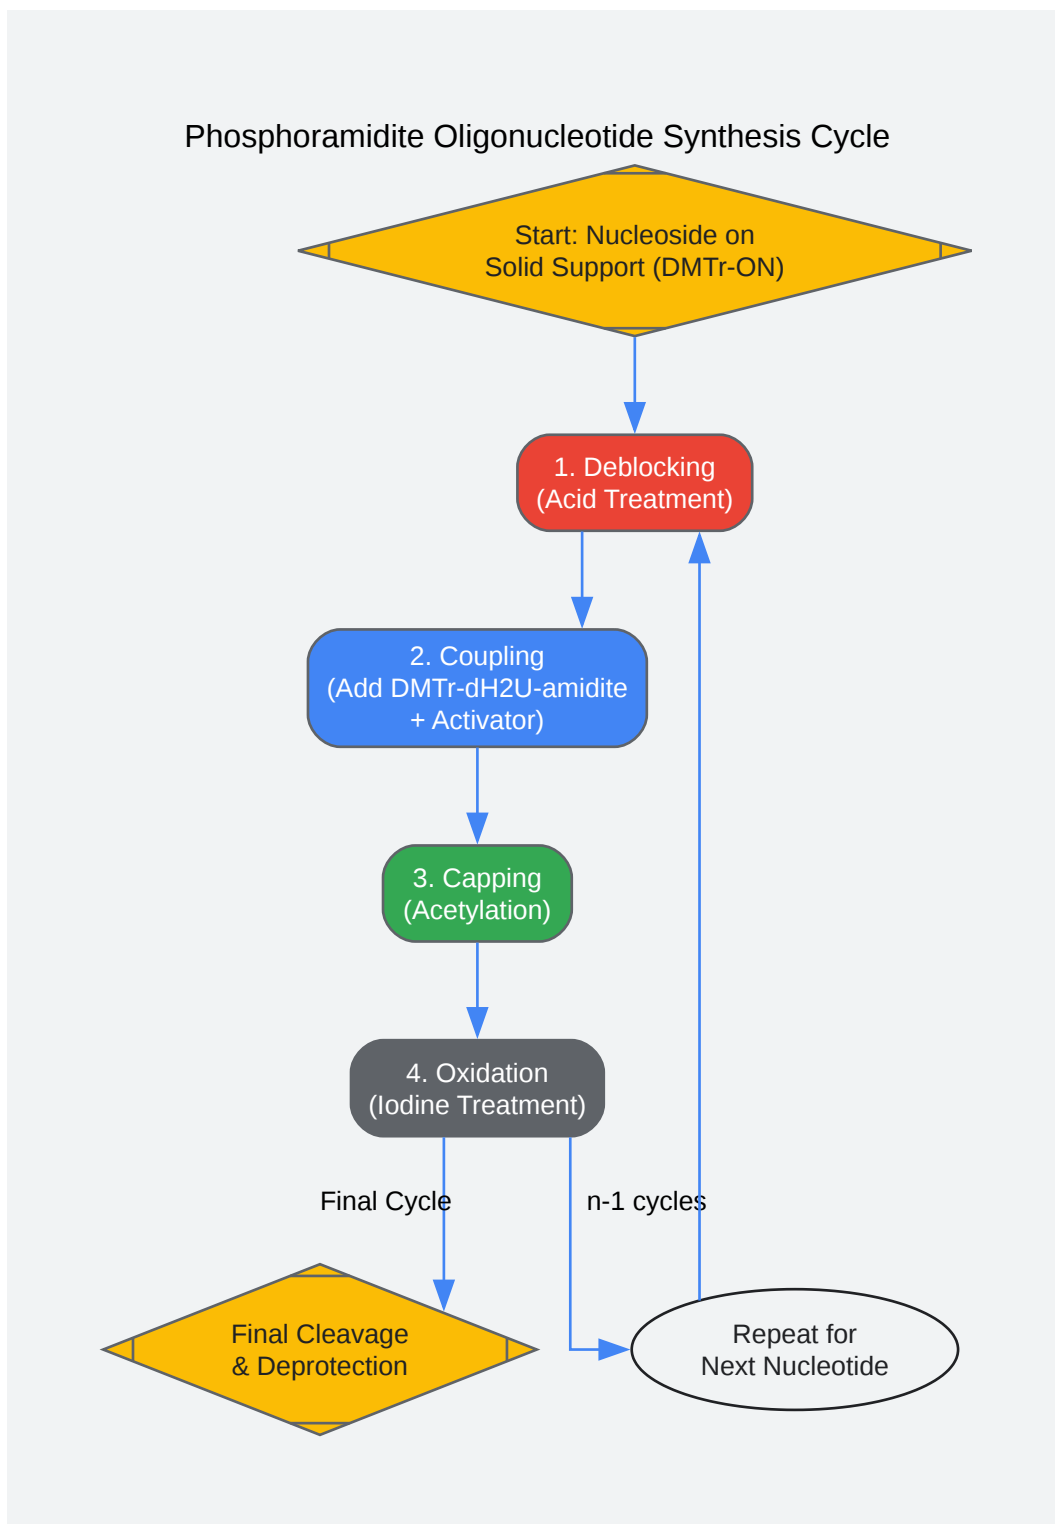 Phosphoramidite Oligonucleotide Synthesis Cycle
Start: Nucleoside on
Solid Support (DMTr-ON)
1. Deblocking
(Acid Treatment)
2. Coupling
(Add DMTr-dH2U-amidite
+ Activator)
3. Capping
(Acetylation)
4. Oxidation
(Iodine Treatment)
Final Cycle
n-1 cycles
Final Cleavage
& Deprotection
Repeat for
Next Nucleotide